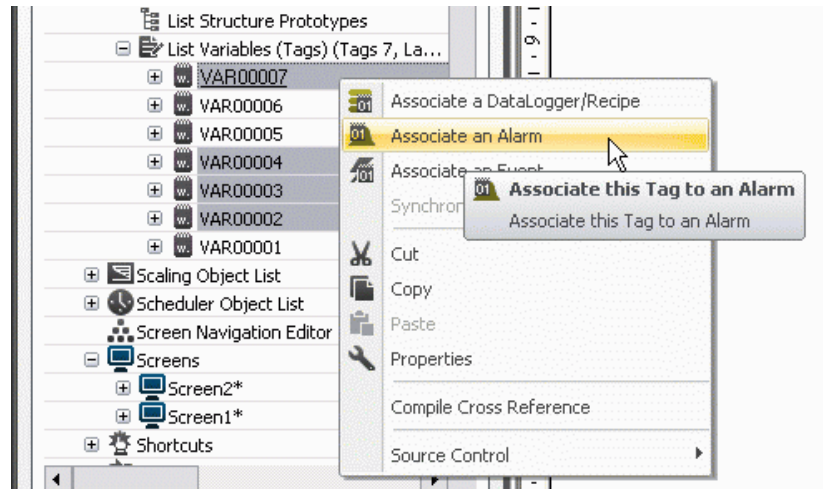 List Structure Prototypes
List Variables (Tags) (Tags 7, La...
VAR00007
VAR00006
VAR00005
VAR00004
VAR00003
VAR00002
VAR00001
Scaling Object List
Scheduler Object List
Screen Navigation Editor
Screens
Screen2*
Screen1*
Shortcuts
Associate a DataLogger/Recipe
Associate an Alarm
Associate an Event
Synchron
Associate this Tag to an Alarm
Associate this Tag to an Alarm
Cut
Copy
Paste
Properties
Compile Cross Reference
Source Control